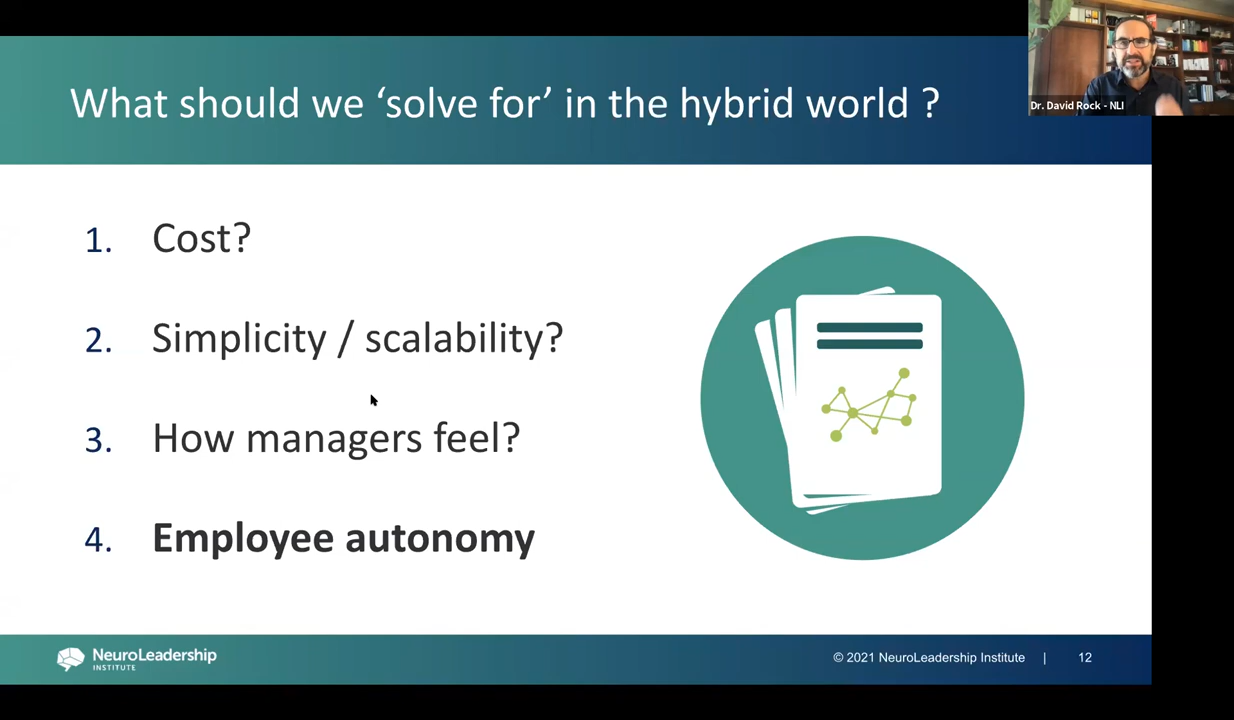 What should we ‘solve for’ in the hybrid world ?
Dr. David Rock - NLI
1. Cost?
2. Simplicity / scalability?
3. How managers feel?
4. Employee autonomy
NeuroLeadership
INSTITUTE
© 2021 NeuroLeadership Institute | 12